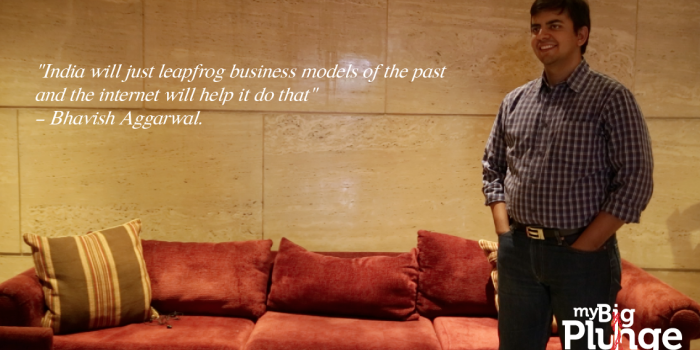 "India will just leapfrog business models of the past
and the internet will help it do that"
– Bhavish Aggarwal.
myBig
Plunge